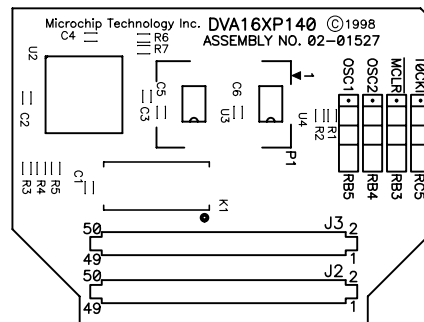 Microchip Technology Inc. DVA16XP140 ©1998
ASSEMBLY NO. 02-01527
C4
R6
R7
U2
1
OSC1
OSC2
MCLR
T0CKI
C5
C3
C6
U3
U4
R2
R1
C2
P1
RB5
RB4
RB3
RC5
R3
R4
R5
C1
K1
50
J3
2
49
1
50
J2
2
49
1